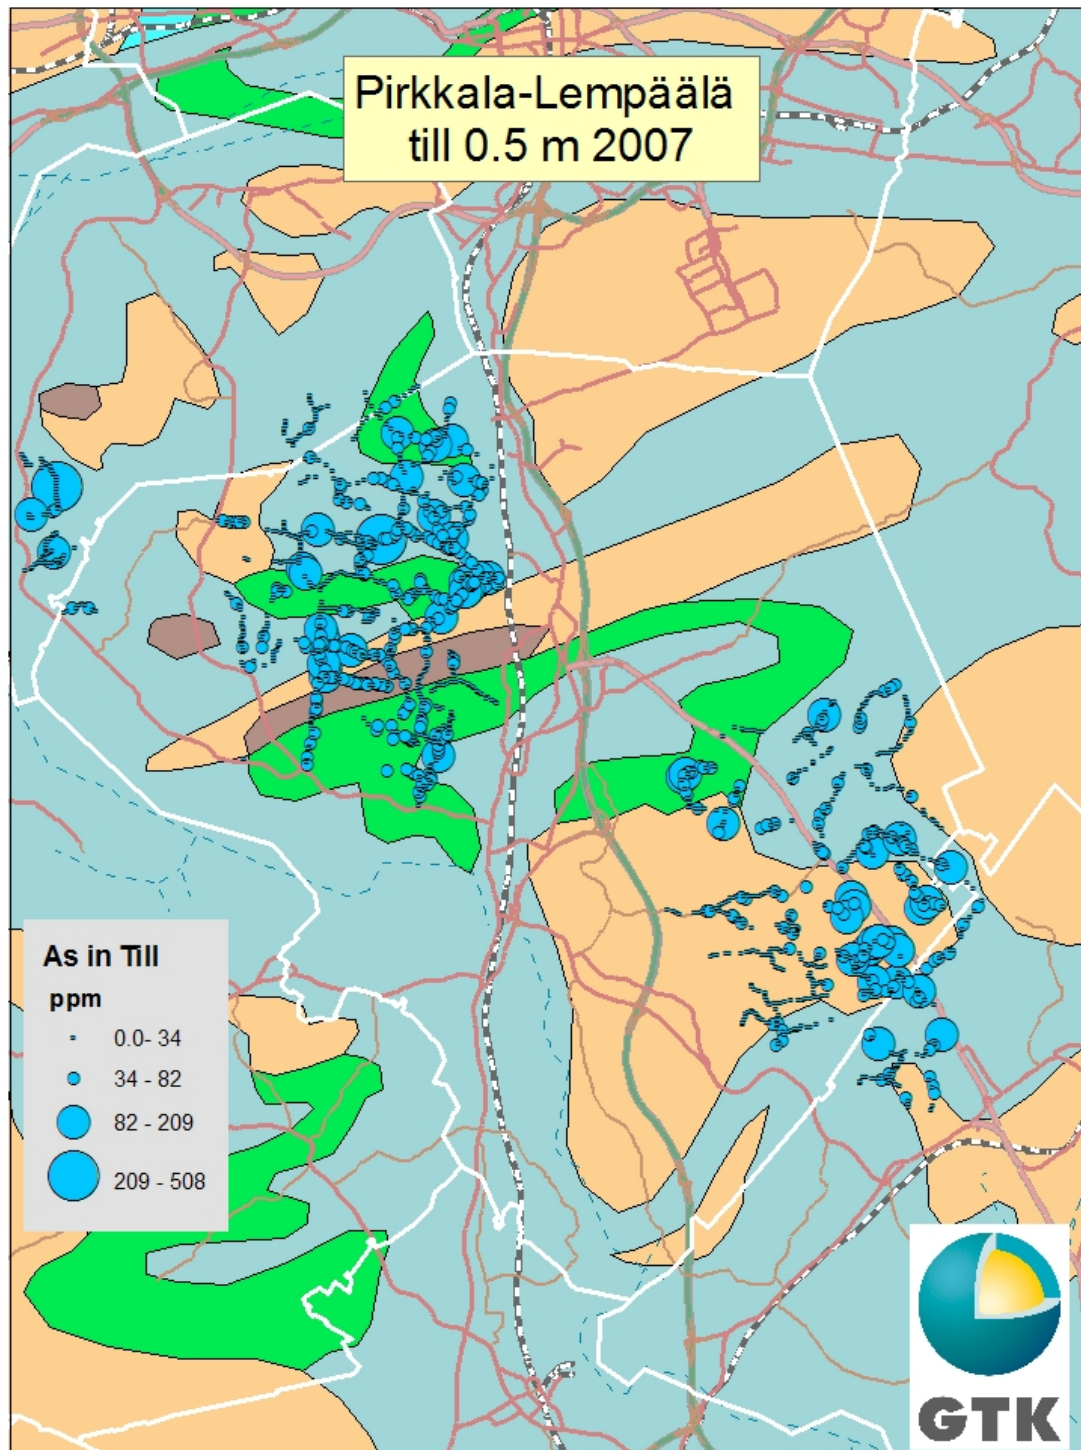 Pirkkala-Lempäälä
till 0.5 m 2007
As in Till
ppm
0.0- 34
34 - 82
82 - 209
209 - 508
GTK